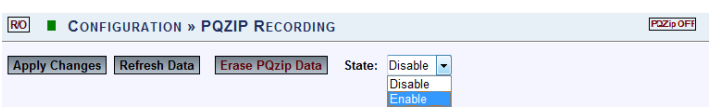 R/O CONFIGURATION » PQZIP RECORDING PQZip OFF
Apply Changes Refresh Data Erase PQzip Data State: Disable
Disable
Enable